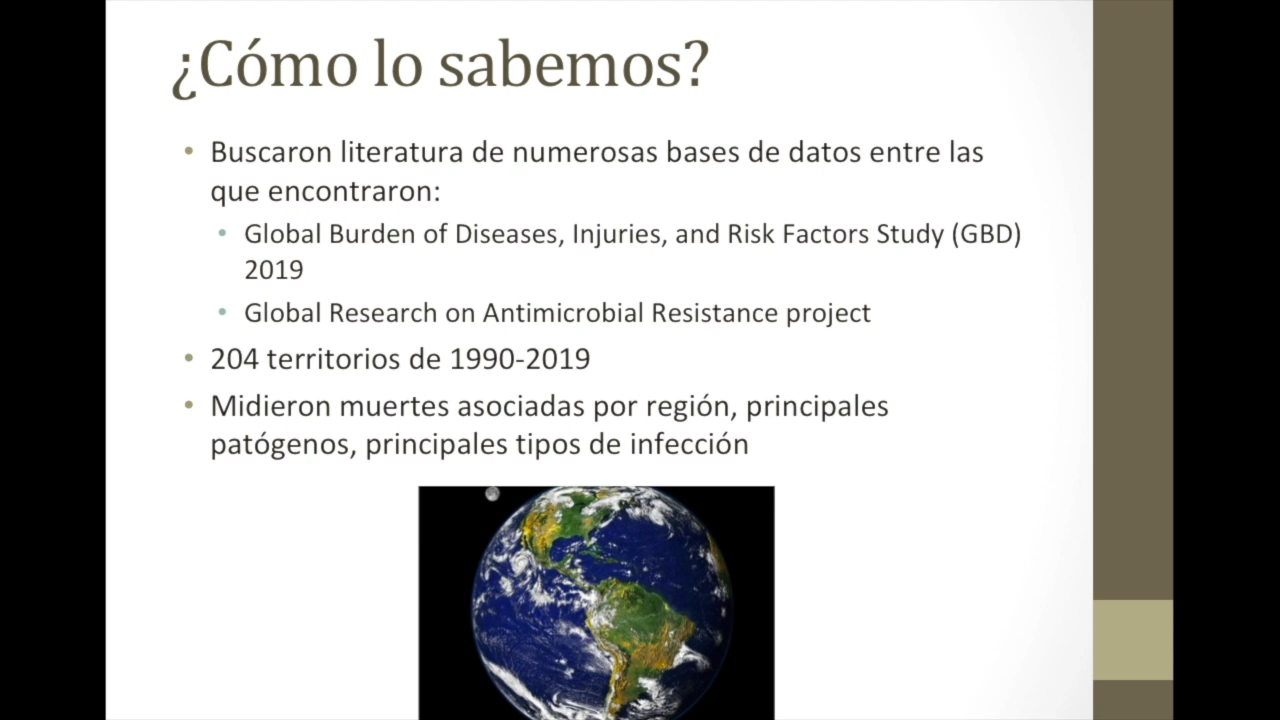 ¿Cómo lo sabemos?
• Buscaron literatura de numerosas bases de datos entre las
que encontraron:
• Global Burden of Diseases, Injuries, and Risk Factors Study (GBD)
2019
• Global Research on Antimicrobial Resistance project
• 204 territorios de 1990-2019
• Midieron muertes asociadas por región, principales
patógenos, principales tipos de infección